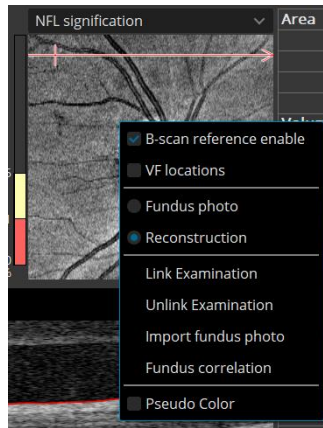 NFL signification
Area
B-scan reference enable
VF locations
Fundus photo
Reconstruction
Link Examination
Unlink Examination
Import fundus photo
Fundus correlation
Pseudo Color